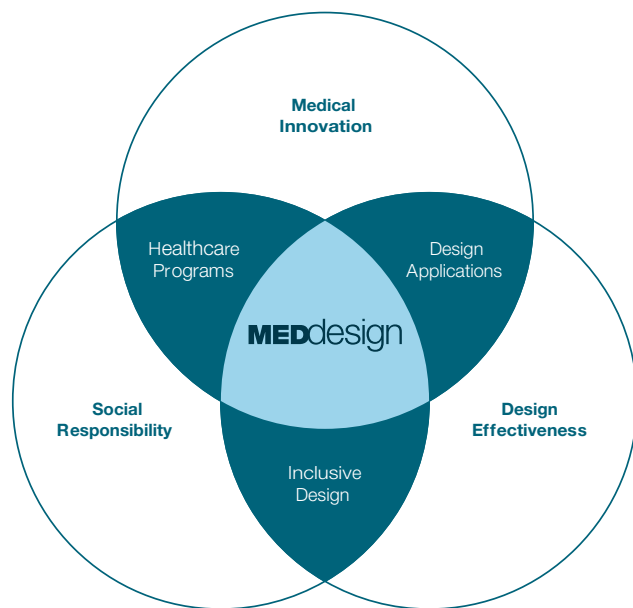 Medical
Innovation
Healthcare
Programs
Design
Applications
MEDdesign
Social
Responsibility
Design
Effectiveness
Inclusive
Design